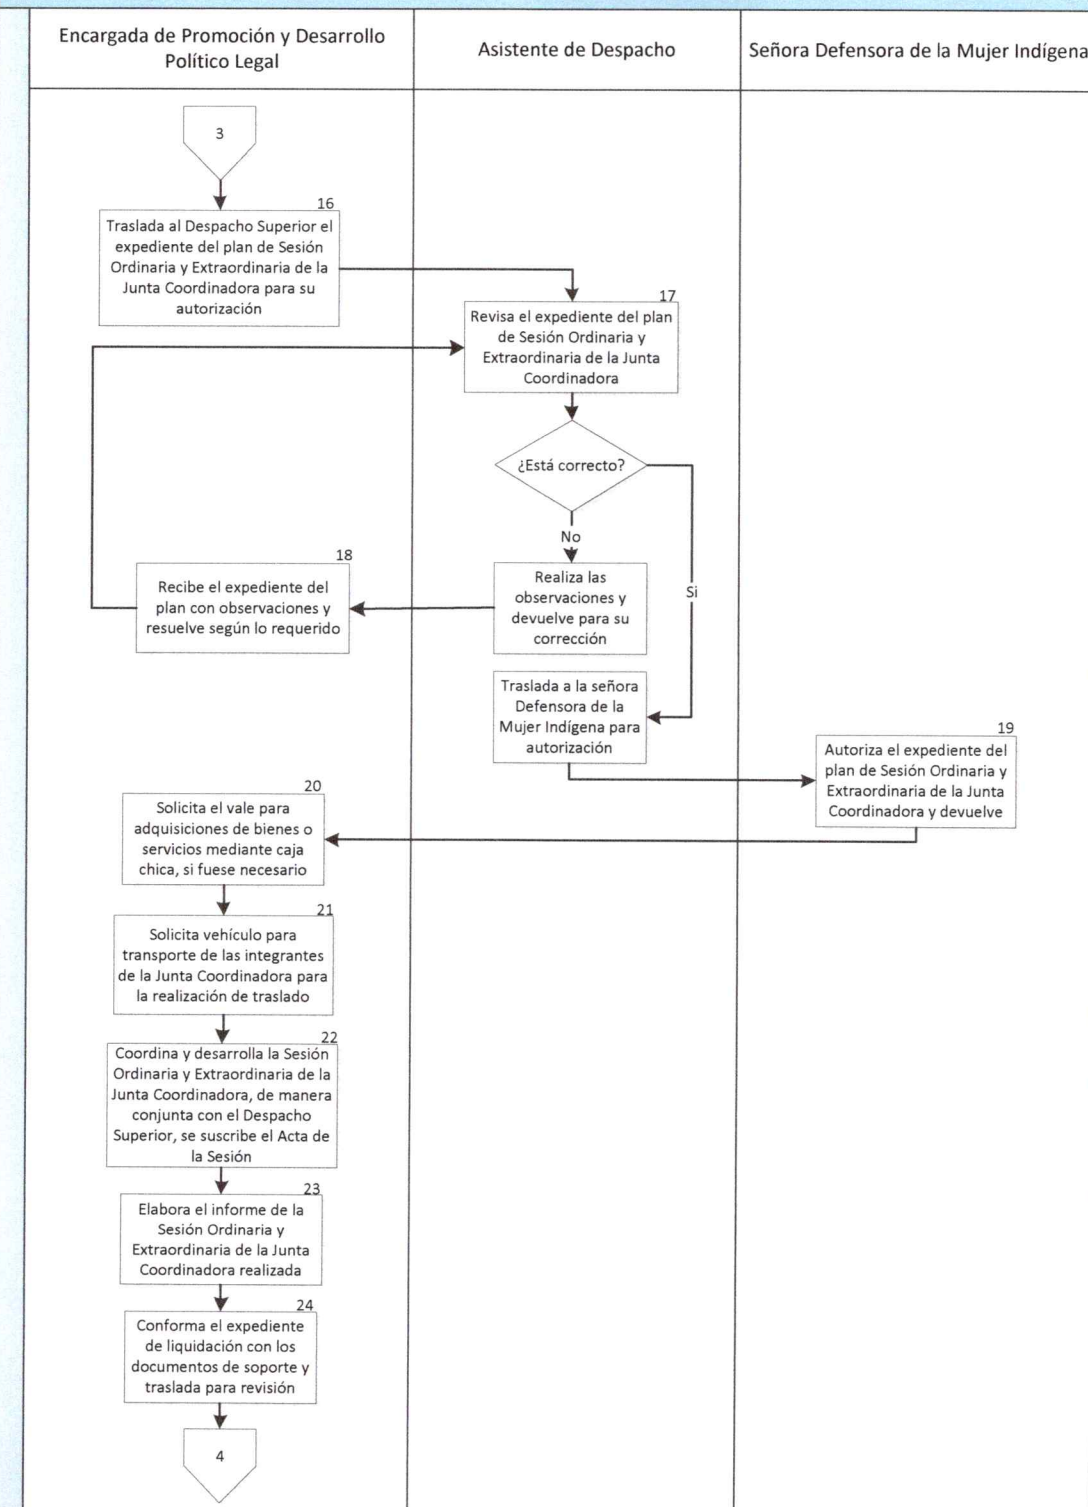 Encargada de Promoción y Desarrollo
Político Legal
Asistente de Despacho
Señora Defensora de la Mujer Indígena
3
16
Traslada al Despacho Superior el
expediente del plan de Sesión
Ordinaria y Extraordinaria de la
Junta Coordinadora para su
autorización
17
Revisa el expediente del plan
de Sesión Ordinaria y
Extraordinaria de la Junta
Coordinadora
¿Está correcto?
No
Si
Realiza las
observaciones y
devuelve para su
corrección
18
Recibe el expediente del
plan con observaciones y
resuelve según lo requerido
Traslada a la señora
Defensora de la
Mujer Indígena para
autorización
19
Autoriza el expediente del
plan de Sesión Ordinaria y
Extraordinaria de la Junta
Coordinadora y devuelve
20
Solicita el vale para
adquisiciones de bienes o
servicios mediante caja
chica, si fuese necesario
21
Solicita vehículo para
transporte de las integrantes
de la Junta Coordinadora para
la realización de traslado
22
Coordina y desarrolla la Sesión
Ordinaria y Extraordinaria de la
Junta Coordinadora, de manera
conjunta con el Despacho
Superior, se suscribe el Acta de
la Sesión
23
Elabora el informe de la
Sesión Ordinaria y
Extraordinaria de la Junta
Coordinadora realizada
24
Conforma el expediente
de liquidación con los
documentos de soporte y
traslada para revisión
4